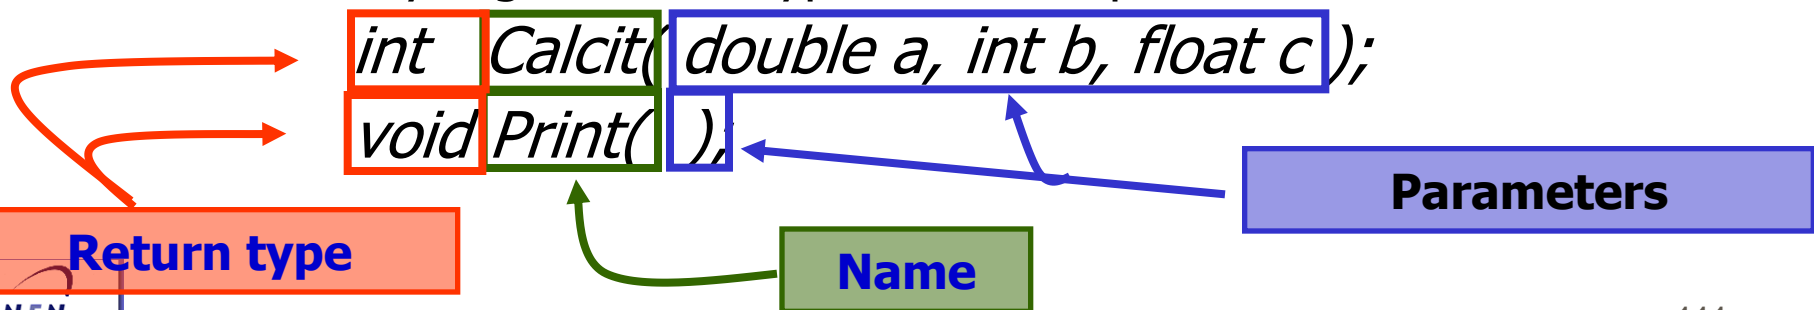 int Calcit( double a, int b, float c );
void Print( );
Parameters
Return type
Name